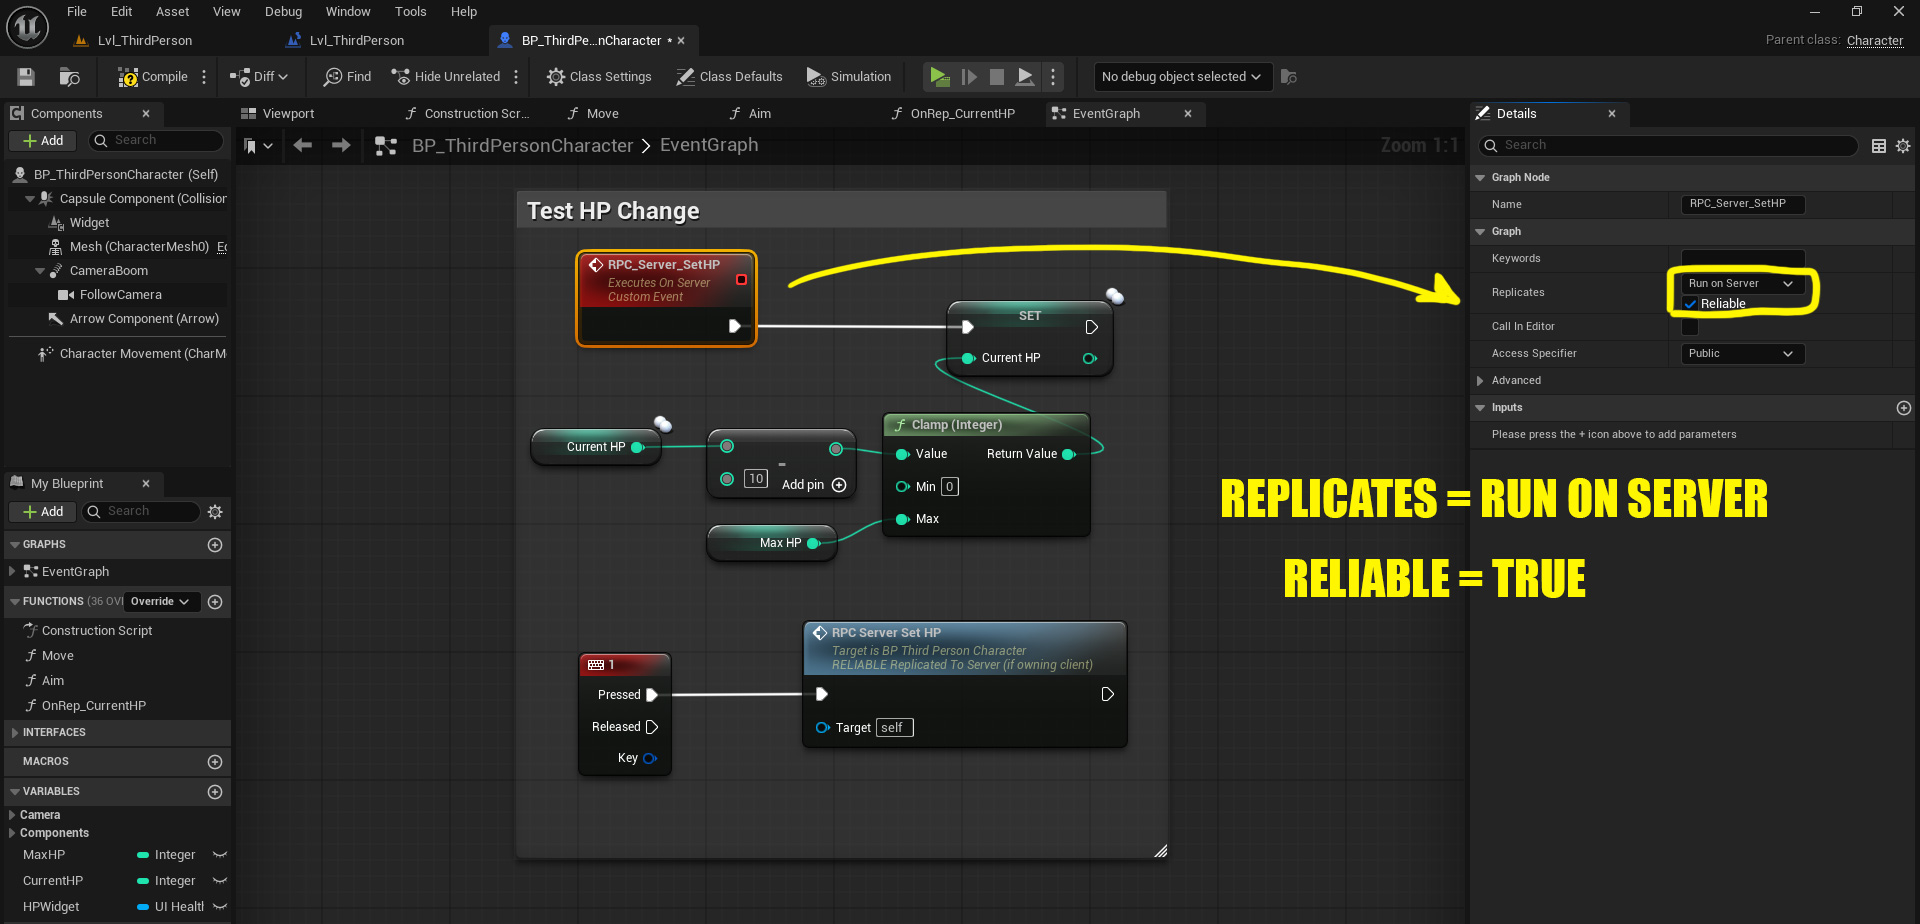 File Edit Asset View Debug Window Tools Help
Lvl_ThirdPerson
Lvl_ThirdPerson
BP_ThirdPe...nCharacter •
Parent class: Character
Compile
Diff
Find
Hide Unrelated
Class Settings
Class Defaults
Simulation
No debug object selected
Components
Add
Search
BP_ThirdPersonCharacter (Self)
Capsule Component (Collision
Widget
Mesh (CharacterMesh0) Ec
CameraBoom
FollowCamera
Arrow Component (Arrow)
Character Movement (CharM
My Blueprint
Add
Search
GRAPHS
EventGraph
FUNCTIONS (36 OVI Override
Construction Script
Move
Aim
OnRep_CurrentHP
INTERFACES
MACROS
VARIABLES
Camera
Components
MaxHP Integer
CurrentHP Integer
HPWidget UI Healtl
Viewport
Construction Scr...
Move
Aim
OnRep_CurrentHP
EventGraph
BP_ThirdPersonCharacter > EventGraph
Zoom 1:1
Test HP Change
RPC_Server_SetHP
Executes On Server
Custom Event
SET
Current HP
Current HP
10
Add pin
Max HP
Clamp (Integer)
Value Return Value
Min 0
Max
1
Pressed
Released
Key
RPC Server Set HP
Target is BP Third Person Character
RELIABLE Replicated To Server (if owning client)
Target self
Details
Search
Graph Node
Name RPC_Server_SetHP
Graph
Keywords
Replicates Run on Server
Reliable
Call In Editor
Access Specifier Public
Advanced
Inputs
Please press the + icon above to add parameters
REPLICATES = RUN ON SERVER
RELIABLE = TRUE